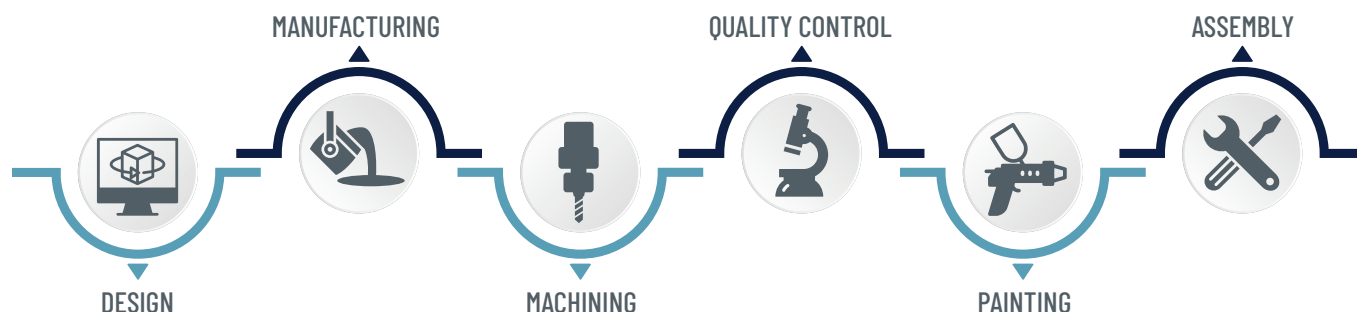 MANUFACTURING
QUALITY CONTROL
ASSEMBLY
DESIGN
MACHINING
PAINTING